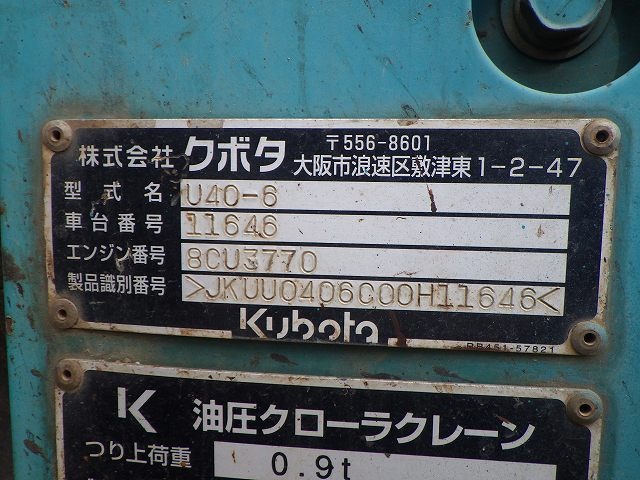 株式会社 クボタ 〒556-8601
大阪市浪速区敷津東1-2-47
型式名 U40-6
車台番号 11646
エンジン番号 8CU3770
製品識別番号 >JKUU0406C00H11646<
Kubota
RB451-57821
K 油圧クローラクレーン
つり上荷重 0.9t